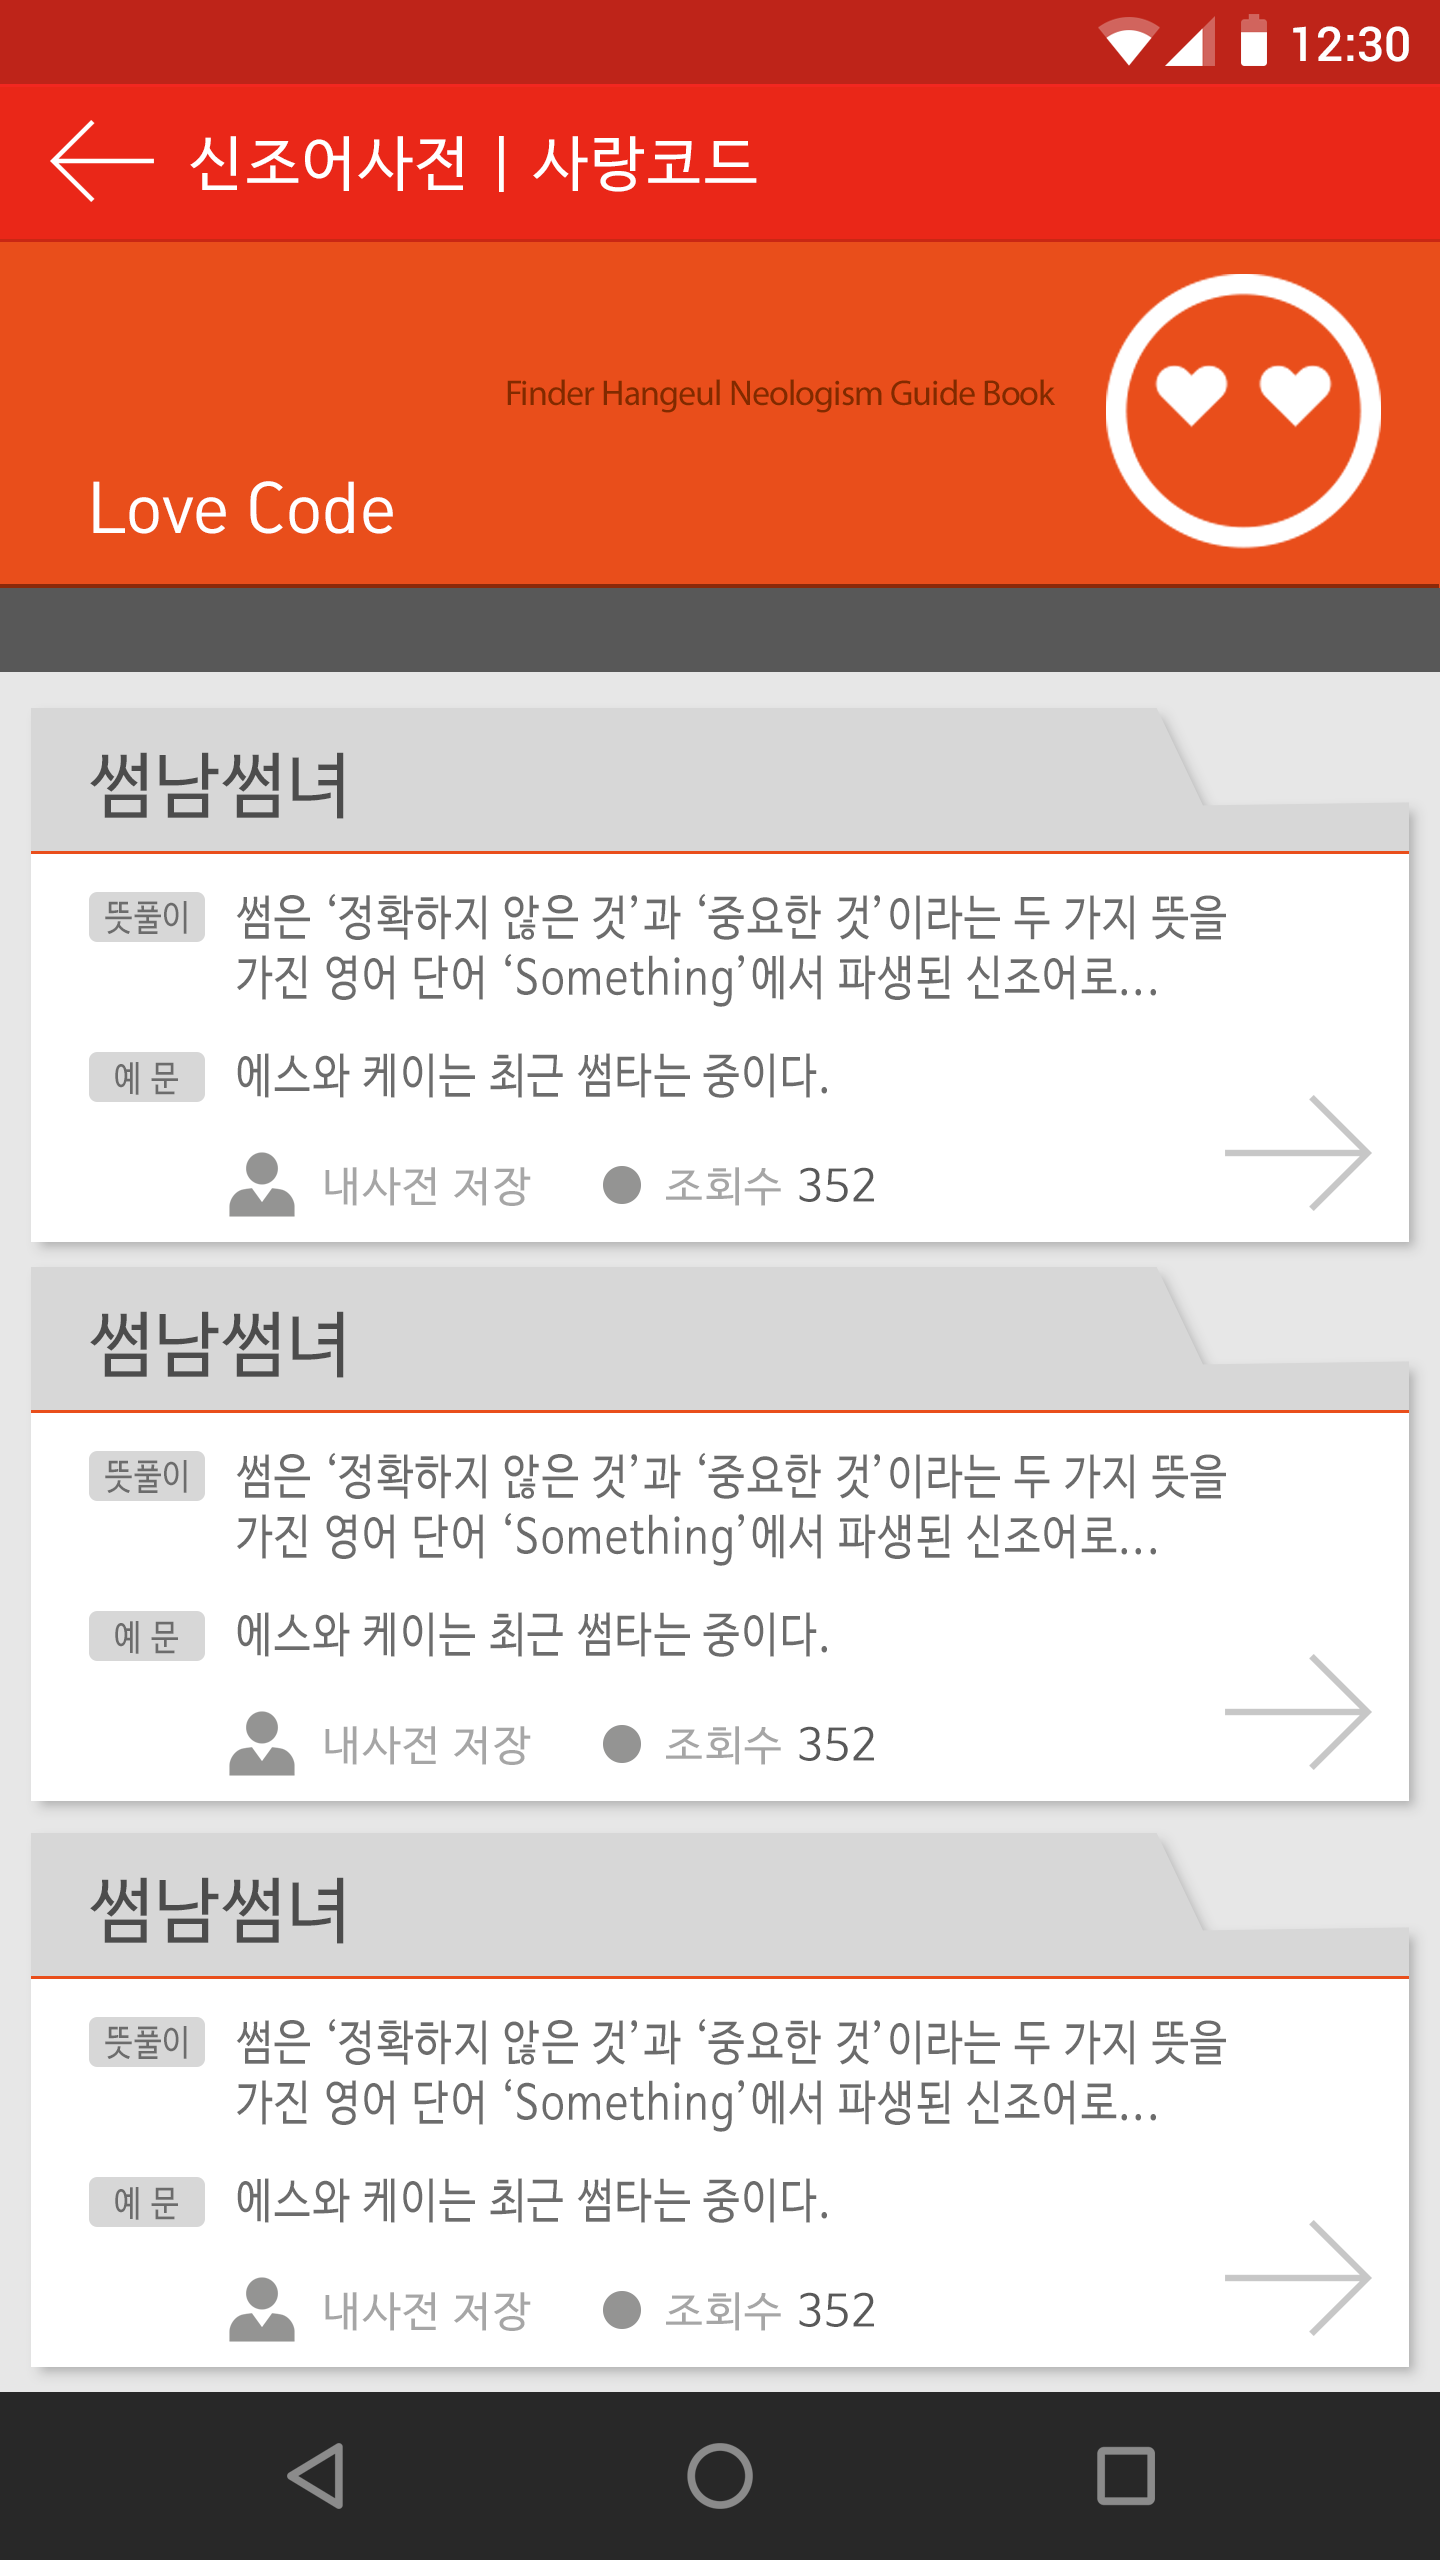 12:30
신조어사전 | 사랑코드
Finder Hangeul Neologism Guide Book
Love Code
썸남썸녀
뜻풀이 썸은 ‘정확하지 않은 것’과 ‘중요한 것’이라는 두 가지 뜻을
가진 영어 단어 ‘Something’에서 파생된 신조어로...
예 문 에스와 케이는 최근 썸타는 중이다.
내사전 저장 조회수 352
썸남썸녀
뜻풀이 썸은 ‘정확하지 않은 것’과 ‘중요한 것’이라는 두 가지 뜻을
가진 영어 단어 ‘Something’에서 파생된 신조어로...
예 문 에스와 케이는 최근 썸타는 중이다.
내사전 저장 조회수 352
썸남썸녀
뜻풀이 썸은 ‘정확하지 않은 것’과 ‘중요한 것’이라는 두 가지 뜻을
가진 영어 단어 ‘Something’에서 파생된 신조어로...
예 문 에스와 케이는 최근 썸타는 중이다.
내사전 저장 조회수 352